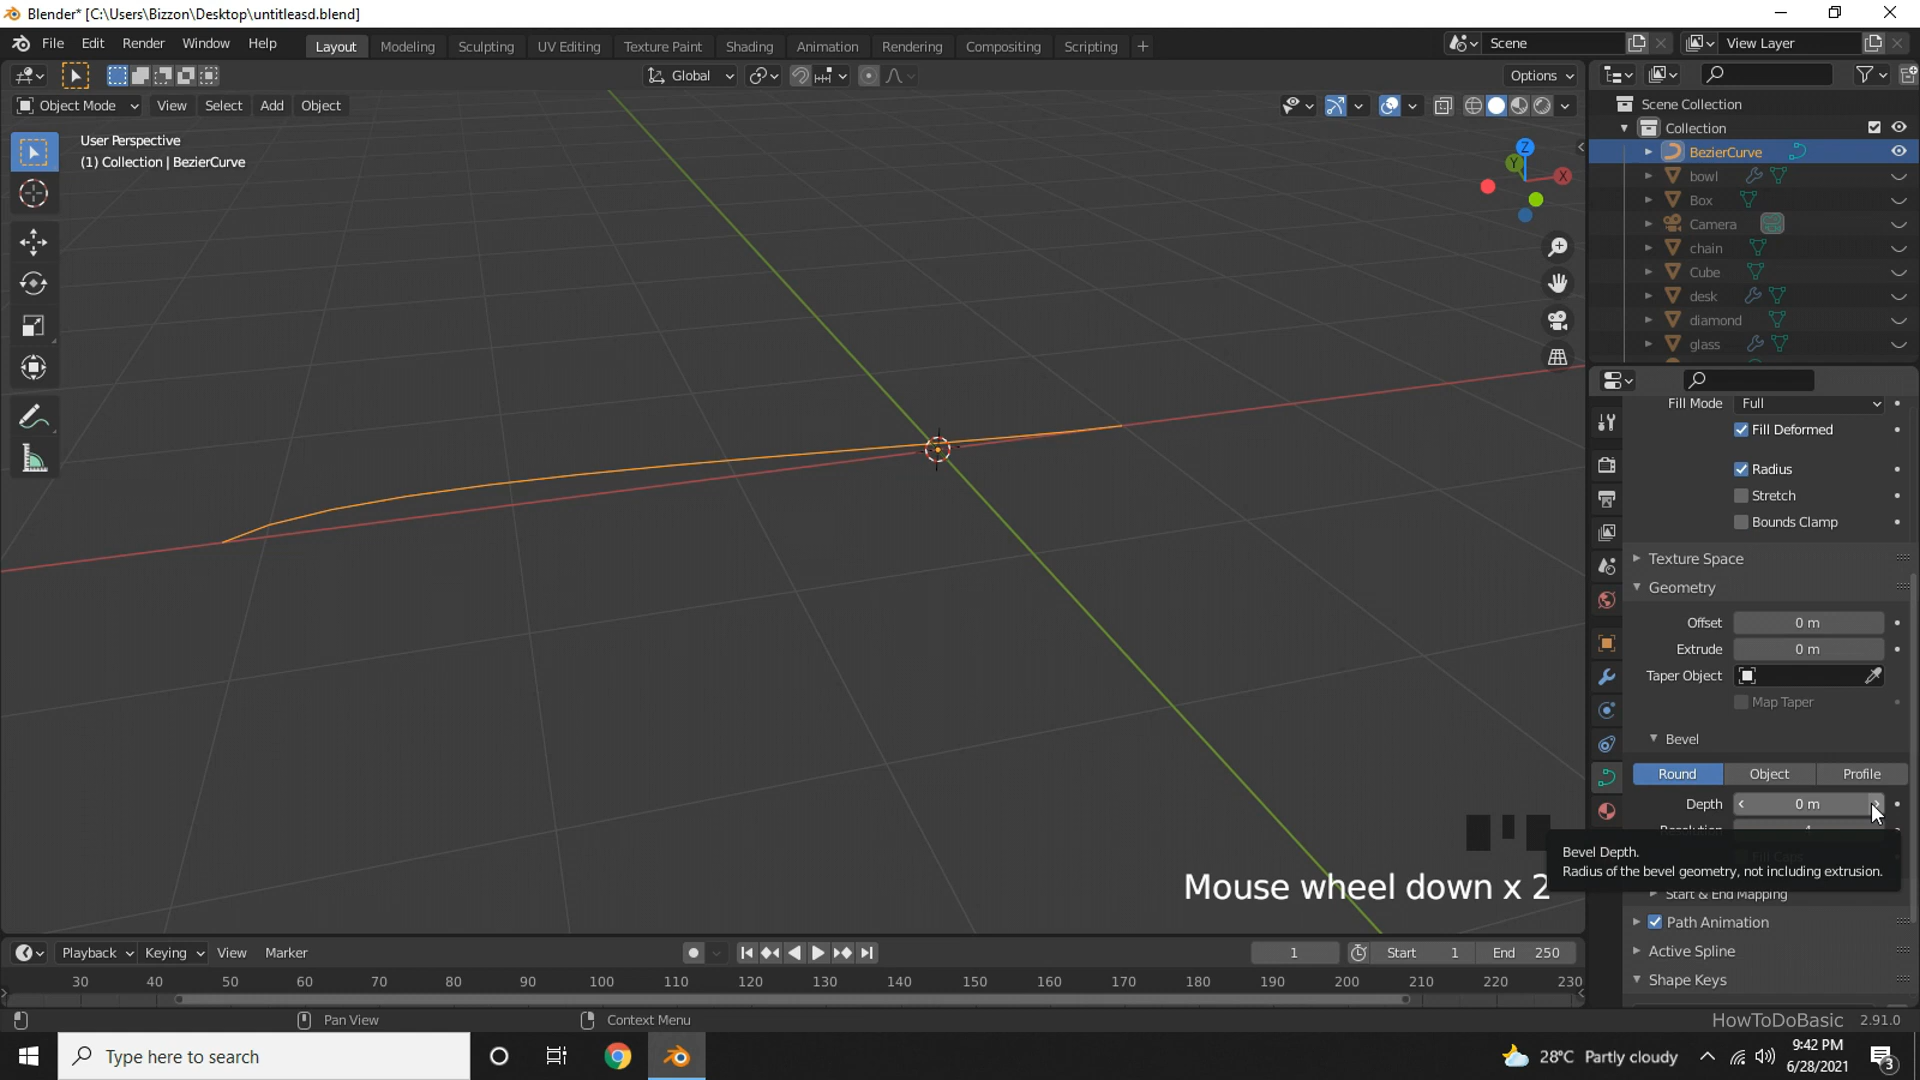 Blender* [C:\Users\Bizzon\Desktop\untitleasd.blend]
File Edit Render Window Help Layout Modeling Sculpting UV Editing Texture Paint Shading Animation Rendering Compositing Scripting + Scene View Layer
Global Options
Object Mode View Select Add Object
User Perspective
(1) Collection | BezierCurve
Z
Y
X
Scene Collection
Collection
BezierCurve
bowl
Box
Camera
chain
Cube
desk
diamond
glass
Fill Mode Full
Fill Deformed
Radius
Stretch
Bounds Clamp
Texture Space
Geometry
Offset 0 m
Extrude 0 m
Taper Object
Map Taper
Bevel
Round Object Profile
Depth 0 m
Bevel Depth.
Radius of the bevel geometry, not including extrusion.
Start & End Mapping
Path Animation
Active Spline
Shape Keys
Mouse wheel down x 2
Playback Keying View Marker 1 Start 1 End 250
30 40 50 60 70 80 90 100 110 120 130 140 150 160 170 180 190 200 210 220 230
Pan View Context Menu HowToDoBasic 2.91.0
Type here to search 28°C Partly cloudy 9:42 PM
6/28/2021 3